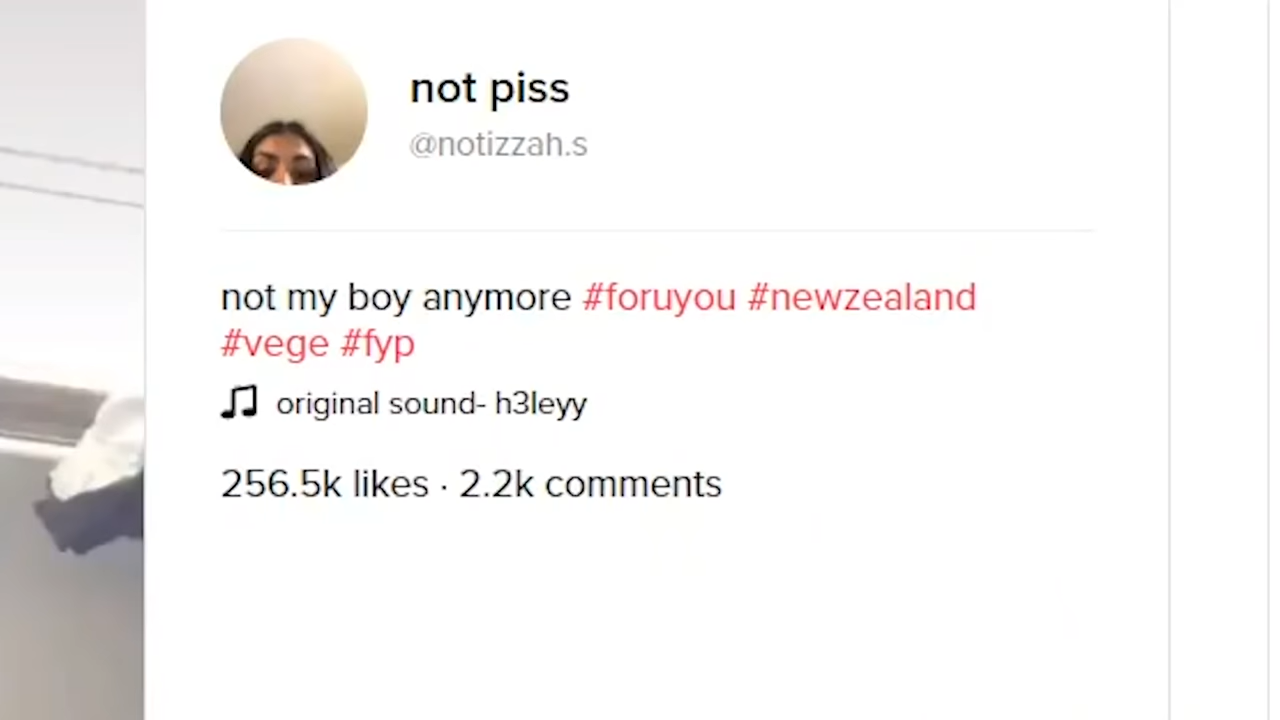 not piss
@notizzah.s
not my boy anymore #foruyou #newzealand
#vege #fyp
original sound- h3leyy
256.5k likes · 2.2k comments